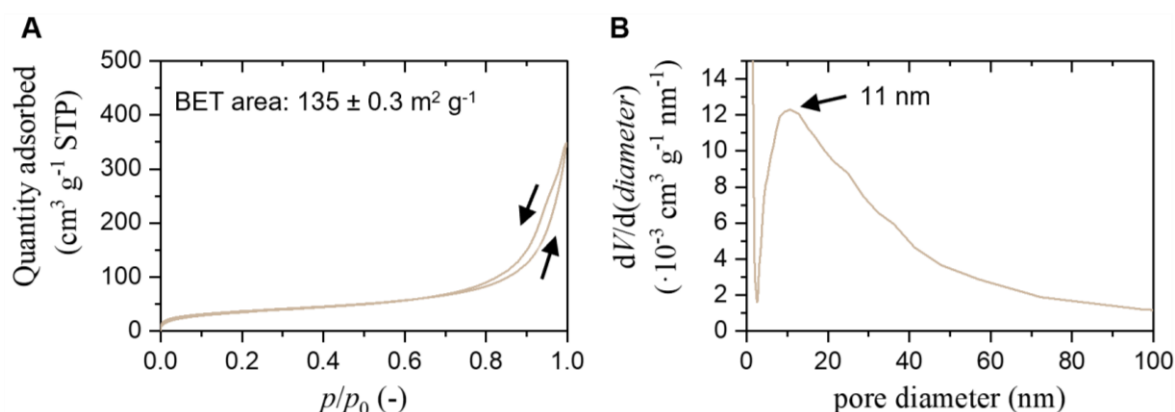 A
Quantity adsorbed
(cm³ g⁻¹ STP)
500
400
300
200
100
0
BET area: 135 ± 0.3 m² g⁻¹
0.0 0.2 0.4 0.6 0.8 1.0
p/p₀ (-)
B
dV/d(diameter)
(·10⁻³ cm³ g⁻¹ nm⁻¹)
14
12
10
8
6
4
2
0
11 nm
0 20 40 60 80 100
pore diameter (nm)